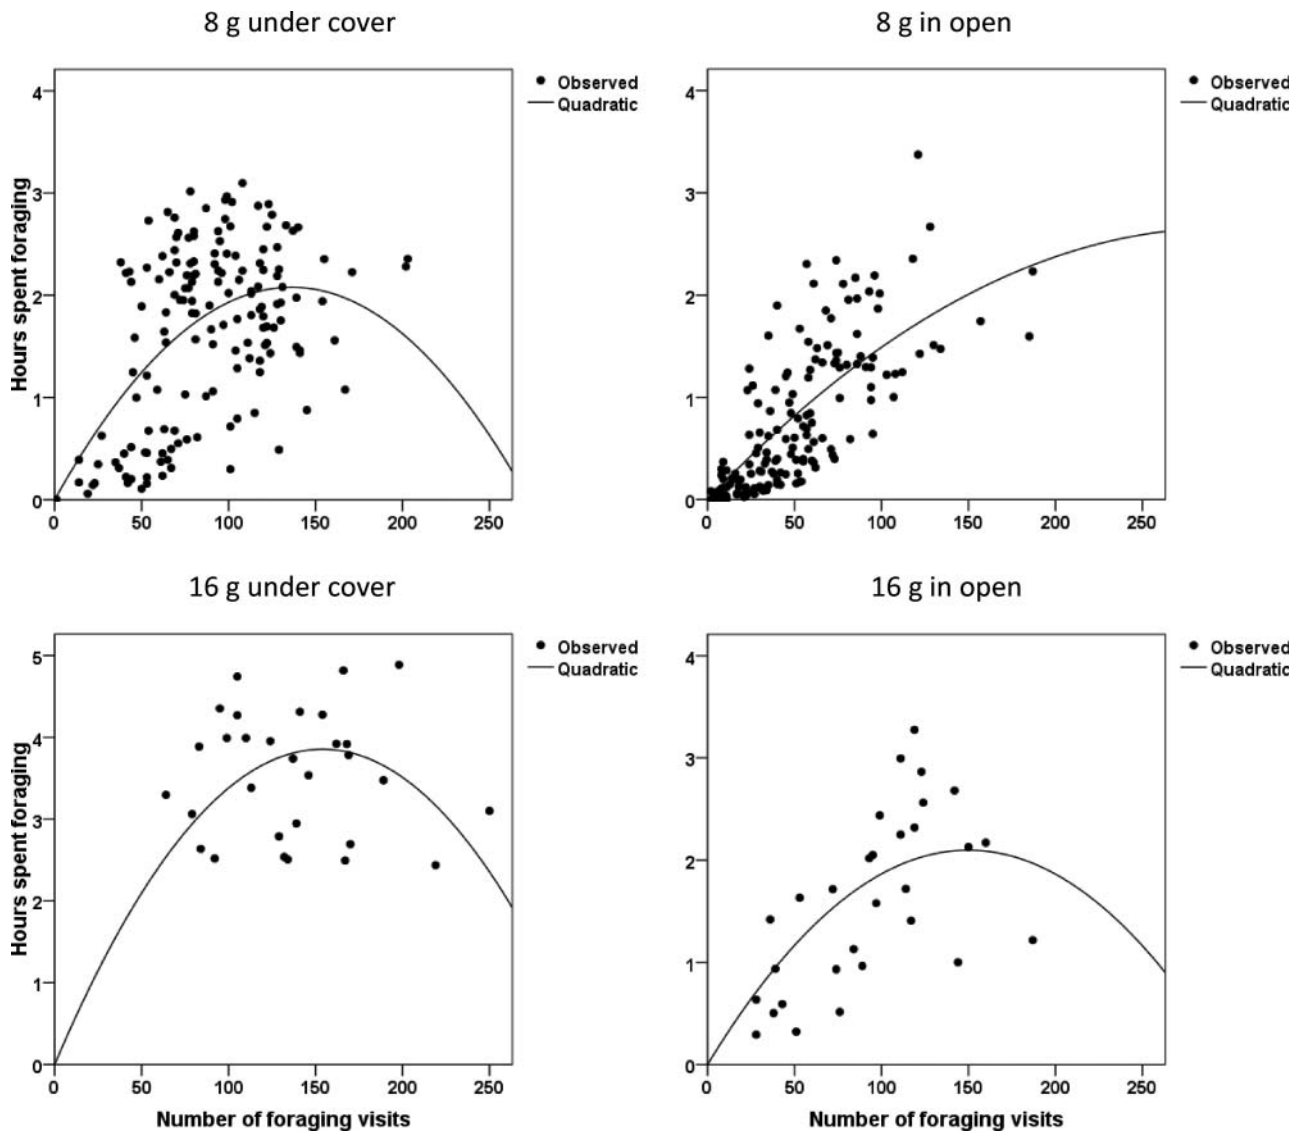 8 g under cover
8 g in open
Observed
Quadratic
Observed
Quadratic
Hours spent foraging
4
3
2
1
0
0 50 100 150 200 250
4
3
2
1
0
0 50 100 150 200 250
16 g under cover
16 g in open
Observed
Quadratic
Observed
Quadratic
Hours spent foraging
5
4
3
2
1
0
0 50 100 150 200 250
Number of foraging visits
4
3
2
1
0
0 50 100 150 200 250
Number of foraging visits